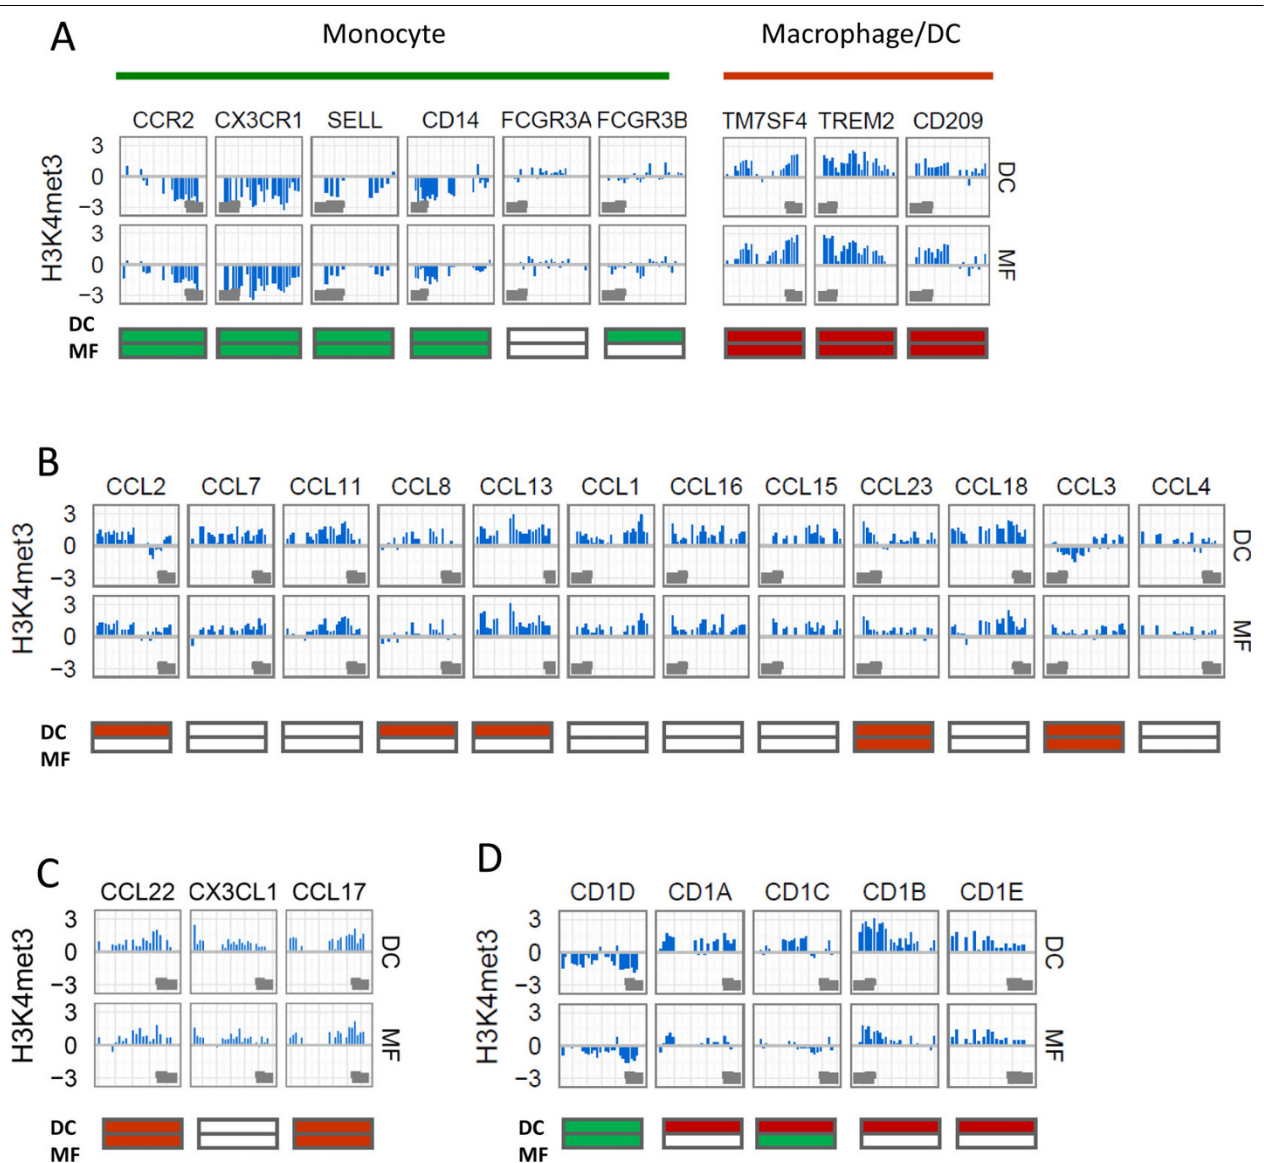 A
Monocyte
Macrophage/DC
CCR2 CX3CR1 SELL CD14 FCGR3A FCGR3B TM7SF4 TREM2 CD209
H3K4met3
3
0
−3
DC
3
0
−3
MF
DC
MF
B
CCL2 CCL7 CCL11 CCL8 CCL13 CCL1 CCL16 CCL15 CCL23 CCL18 CCL3 CCL4
H3K4met3
3
0
−3
DC
3
0
−3
MF
DC
MF
C
CCL22 CX3CL1 CCL17
H3K4met3
3
0
−3
DC
3
0
−3
MF
DC
MF
D
CD1D CD1A CD1C CD1B CD1E
H3K4met3
3
0
−3
DC
3
0
−3
MF
DC
MF